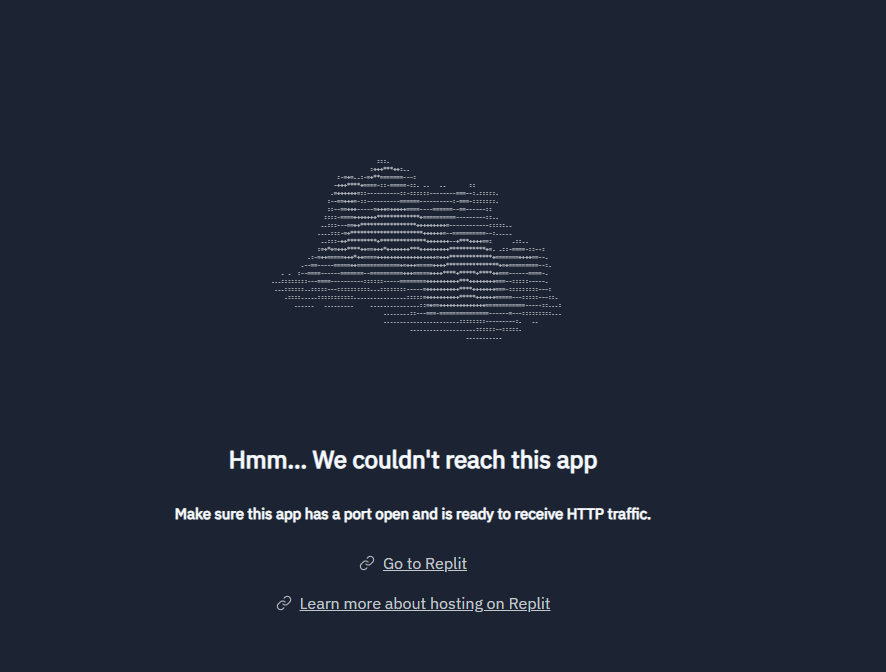 Hmm... We couldn't reach this app
Make sure this app has a port open and is ready to receive HTTP traffic.
Go to Replit
Learn more about hosting on Replit